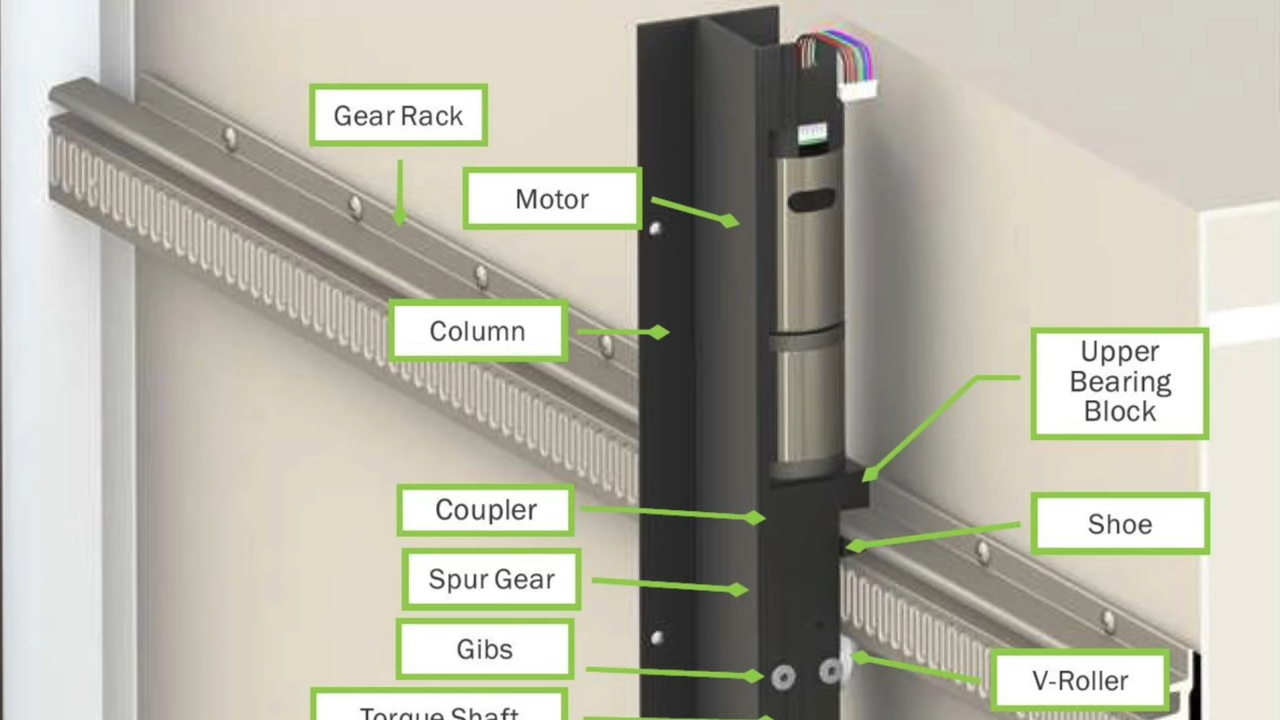 Gear Rack
Motor
Column
Upper
Bearing
Block
Coupler
Shoe
Spur Gear
Gibs
V-Roller
Torque Shaft